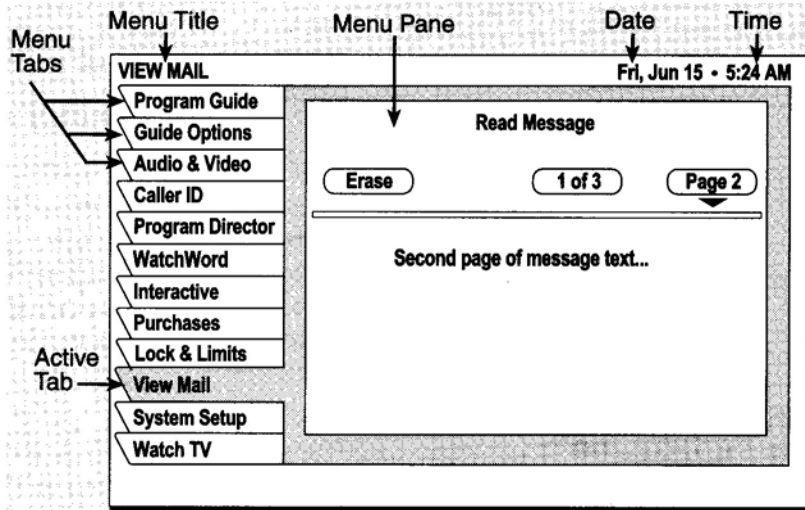 Menu Title
Menu Pane
Date
Time
Menu
Tabs
VIEW MAIL
Fri, Jun 15 • 5:24 AM
Program Guide
Guide Options
Audio & Video
Caller ID
Program Director
WatchWord
Interactive
Purchases
Lock & Limits
Active
Tab
View Mail
System Setup
Watch TV
Read Message
Erase
1 of 3
Page 2
Second page of message text...